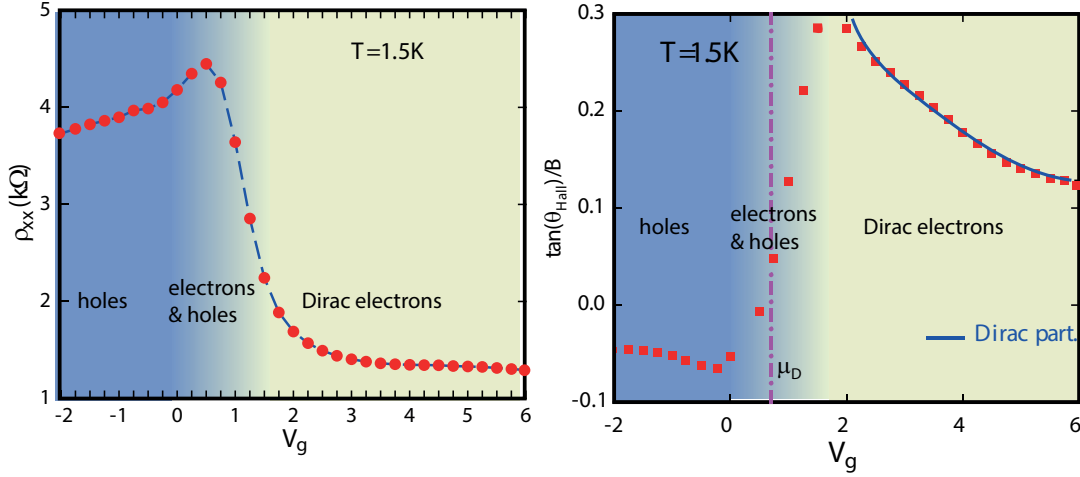 5
4
3
2
1
ρxx(kΩ)
T=1.5K
holes
electrons
& holes
Dirac electrons
-2 -1 0 1 2 3 4 5 6
Vg
0.3
0.2
0.1
0.0
-0.1
tan(θHall)/B
T=1.5K
holes
electrons
& holes
Dirac electrons
Dirac part.
μD
-2 0 2 4 6
Vg